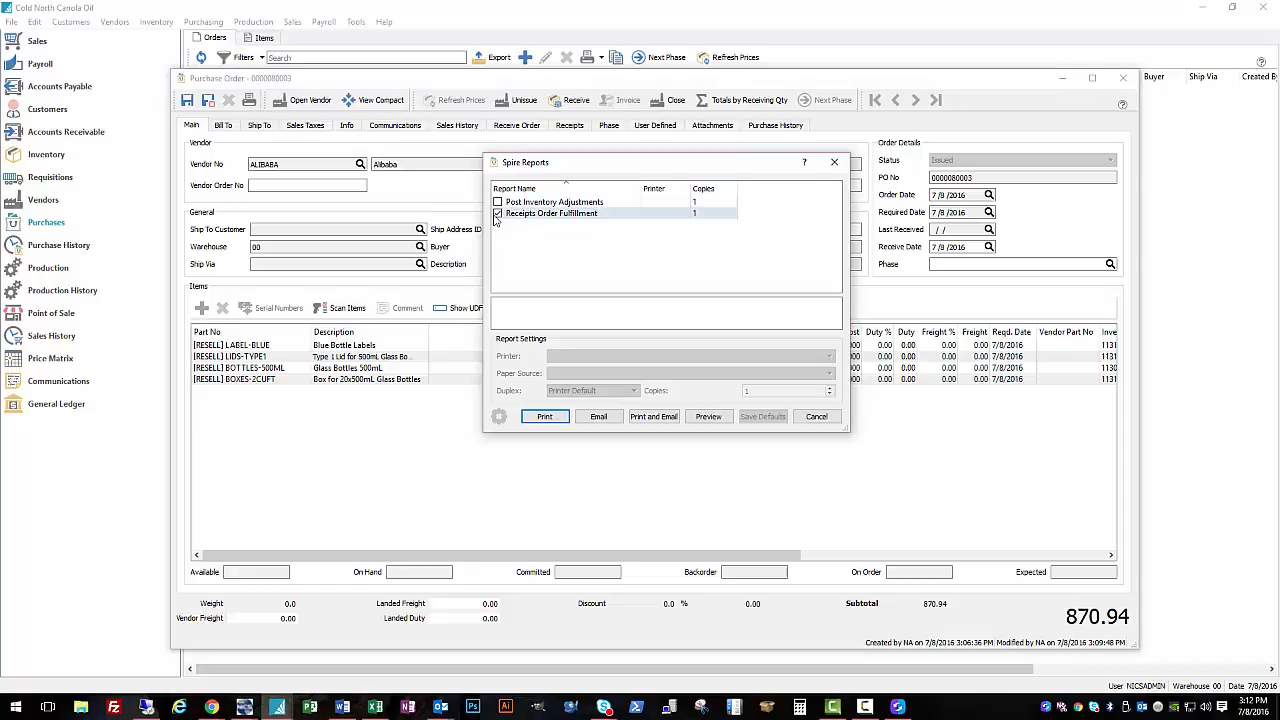 Cold North Canola Oil
File Edit Customers Vendors Inventory Purchasing Production Sales Payroll Tools Help
Sales
Payroll
Accounts Payable
Customers
Accounts Receivable
Inventory
Requisitions
Vendors
Purchases
Purchase History
Production
Production History
Point of Sale
Sales History
Price Matrix
Communications
General Ledger
Orders Items
Filters Search Export Next Phase Refresh Prices
Buyer Ship Via Created B
Purchase Order - 0000080003
Open Vendor View Compact Refresh Prices Unissue Receive Invoice Close Totals by Receiving Qty Next Phase
Main Bill To Ship To Sales Taxes Info Communications Sales History Receive Order Receipts Phase User Defined Attachments Purchase History
Vendor
Vendor No ALIBABA Alibaba
Vendor Order No
General
Ship To Customer Ship Address ID
Warehouse 00 Buyer
Ship Via Description
Order Details
Status Issued
PO No 0000080003
Order Date 7 /8 /2016
Required Date 7 /8 /2016
Last Received / /
Receive Date 7 /8 /2016
Phase
Items
Serial Numbers Scan Items Comment Show UDF
Part No Description ost Duty % Duty Freight % Freight Reqd. Date Vendor Part No Inve
[RESELL] LABEL-BLUE Blue Bottle Labels 0.00 0.00 0.00 0.00 7/8/2016 1131
[RESELL] LIDS-TYPE1 Type 1 Lid for 500mL Glass Bo... 0.00 0.00 0.00 0.00 7/8/2016 1131
[RESELL] BOTTLES-500ML Glass Bottles 500mL 0.00 0.00 0.00 0.00 7/8/2016 1130
[RESELL] BOXES-2CUFT Box for 20x500mL Glass Bottles 0.00 0.00 0.00 0.00 7/8/2016 1131
Spire Reports
Report Name Printer Copies
Post Inventory Adjustments 1
Receipts Order Fulfillment 1
Report Settings
Printer:
Paper Source:
Duplex: Printer Default Copies: 1
Print Email Print and Email Preview Save Defaults Cancel
Available On Hand Committed Backorder On Order Expected
Weight 0.0 Landed Freight 0.00 Discount 0.0 % 0.00 Subtotal 870.94
Vendor Freight 0.00 Landed Duty 0.00
870.94
Created by NA on 7/8/2016 3:06:36 PM Modified by NA on 7/8/2016 3:09:48 PM
User NICSADMIN Warehouse 00 Date 7/8/2016
3:12 PM
7/8/2016